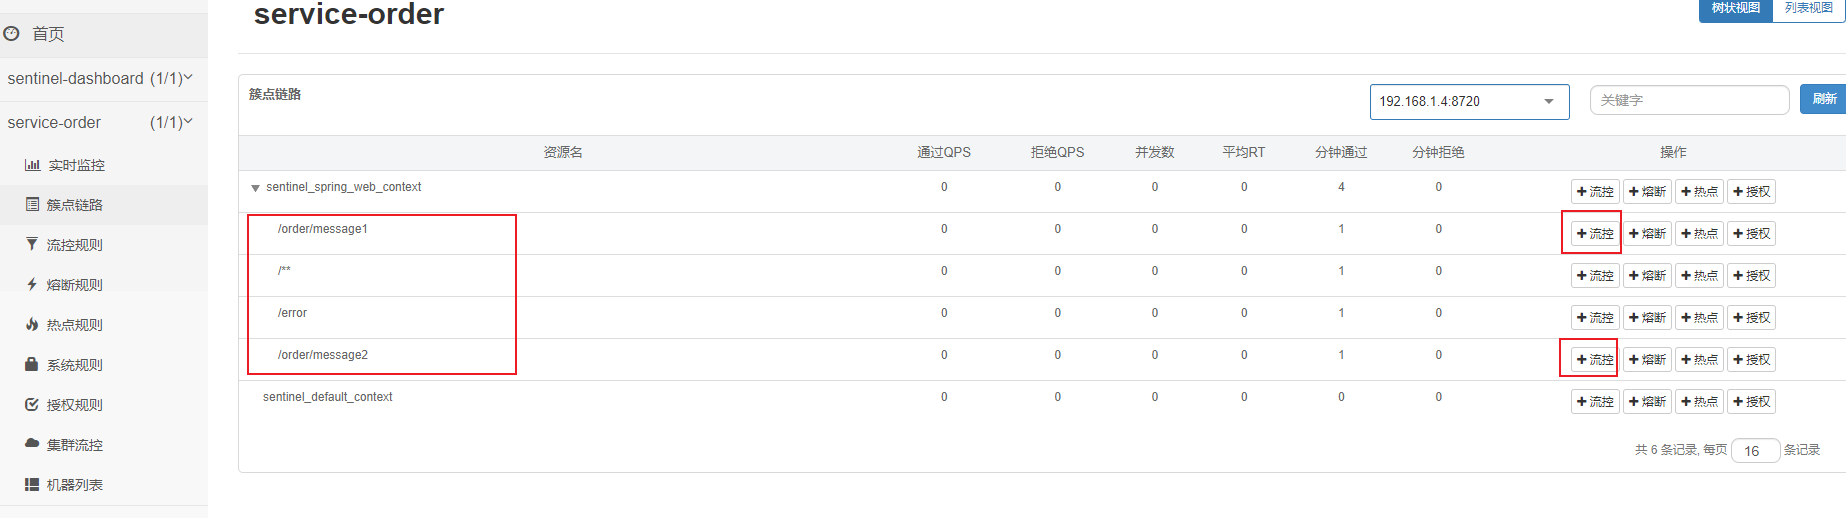 service-order
树状视图 列表视图
首页
sentinel-dashboard (1/1)
service-order (1/1)
实时监控
簇点链路
流控规则
熔断规则
热点规则
系统规则
授权规则
集群流控
机器列表
簇点链路 192.168.1.4:8720 关键字 刷新
资源名 通过QPS 拒绝QPS 并发数 平均RT 分钟通过 分钟拒绝 操作
sentinel_spring_web_context 0 0 0 0 4 0 +流控 +熔断 +热点 +授权
/order/message1 0 0 0 0 1 0 +流控 +熔断 +热点 +授权
/** 0 0 0 0 1 0 +流控 +熔断 +热点 +授权
/error 0 0 0 0 1 0 +流控 +熔断 +热点 +授权
/order/message2 0 0 0 0 1 0 +流控 +熔断 +热点 +授权
sentinel_default_context 0 0 0 0 0 0 +流控 +熔断 +热点 +授权
共 6 条记录, 每页 16 条记录